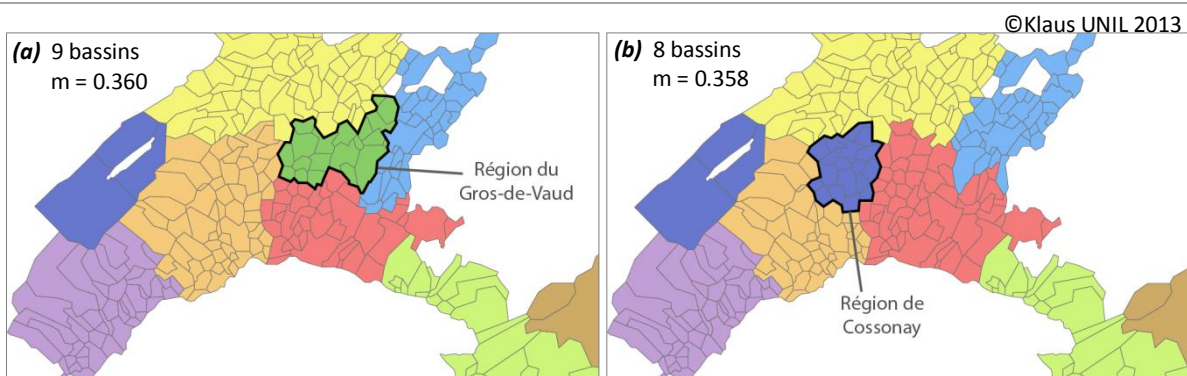 ©Klaus UNIL 2013
(a) 9 bassins
m = 0.360
Région du
Gros-de-Vaud
(b) 8 bassins
m = 0.358
Région de
Cossonay